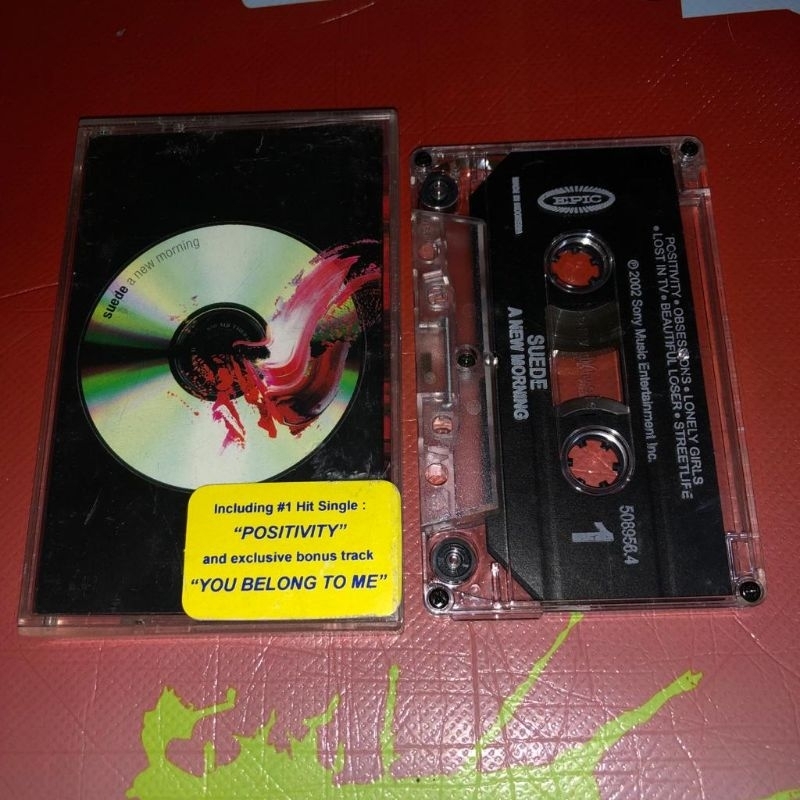 suede a new morning
Including #1 Hit Single :
"POSITIVITY"
and exclusive bonus track
"YOU BELONG TO ME"
EPIC
SUEDE
A NEW MORNING
POSITIVITY • OBSESSIONS • LONELY GIRLS
• LOST IN TV • BEAUTIFUL LOSER • STREETLIFE
℗ 2002 Sony Music Entertainment Inc.
508956.4
1